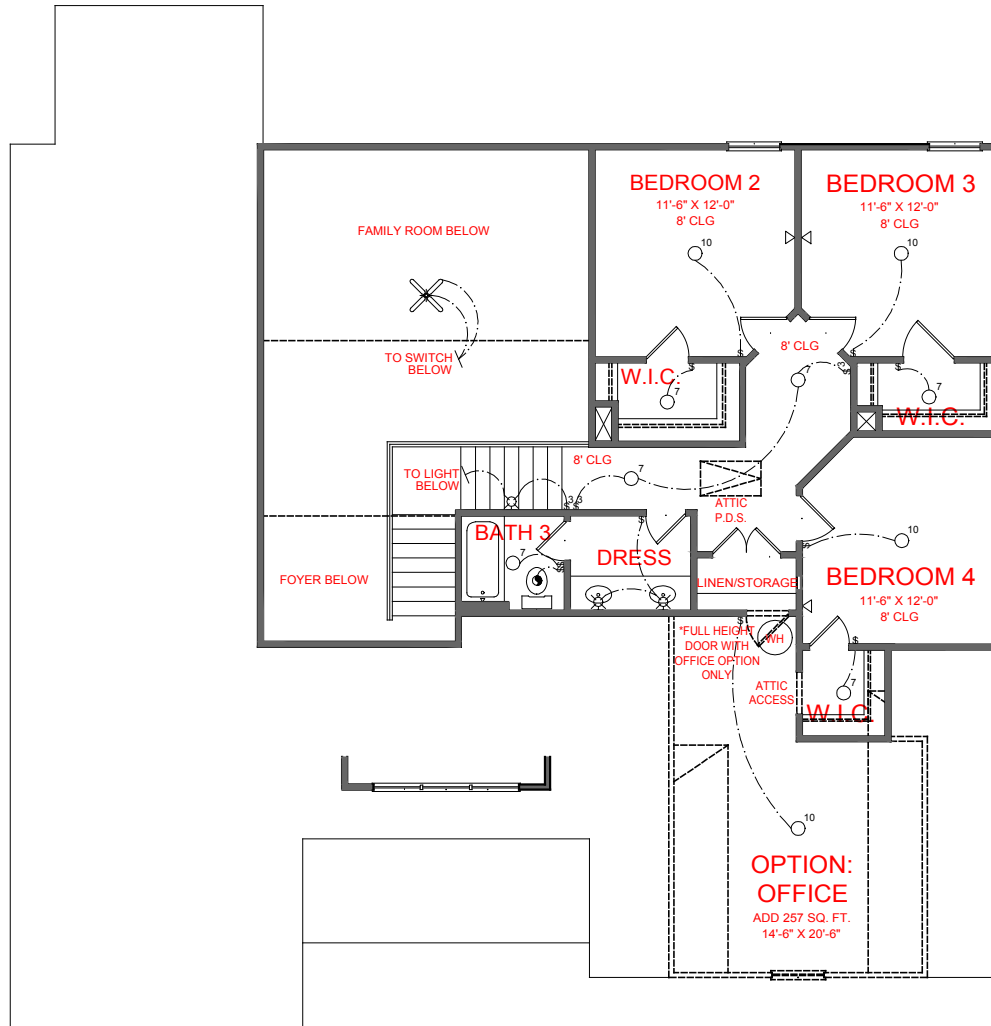 BEDROOM 2
11'-6" X 12'-0"
8' CLG
BEDROOM 3
11'-6" X 12'-0"
8' CLG
FAMILY ROOM BELOW
10
10
TO SWITCH
BELOW
8' CLG
$
$
$
3
$
$
$
7
W.I.C.
7
7
W.I.C.
8' CLG
TO LIGHT
BELOW
7
ATTIC
P.D.S.
3
3
$
$
$
BATH 3
7
DRESS
$
$
$
10
LINEN/STORAGE
BEDROOM 4
11'-6" X 12'-0"
8' CLG
FOYER BELOW
$
*FULL HEIGHT
DOOR WITH
OFFICE OPTION
ONLY
WH
$
ATTIC
ACCESS
7
W.I.C.
10
OPTION:
OFFICE
ADD 257 SQ. FT.
14'-6" X 20'-6"